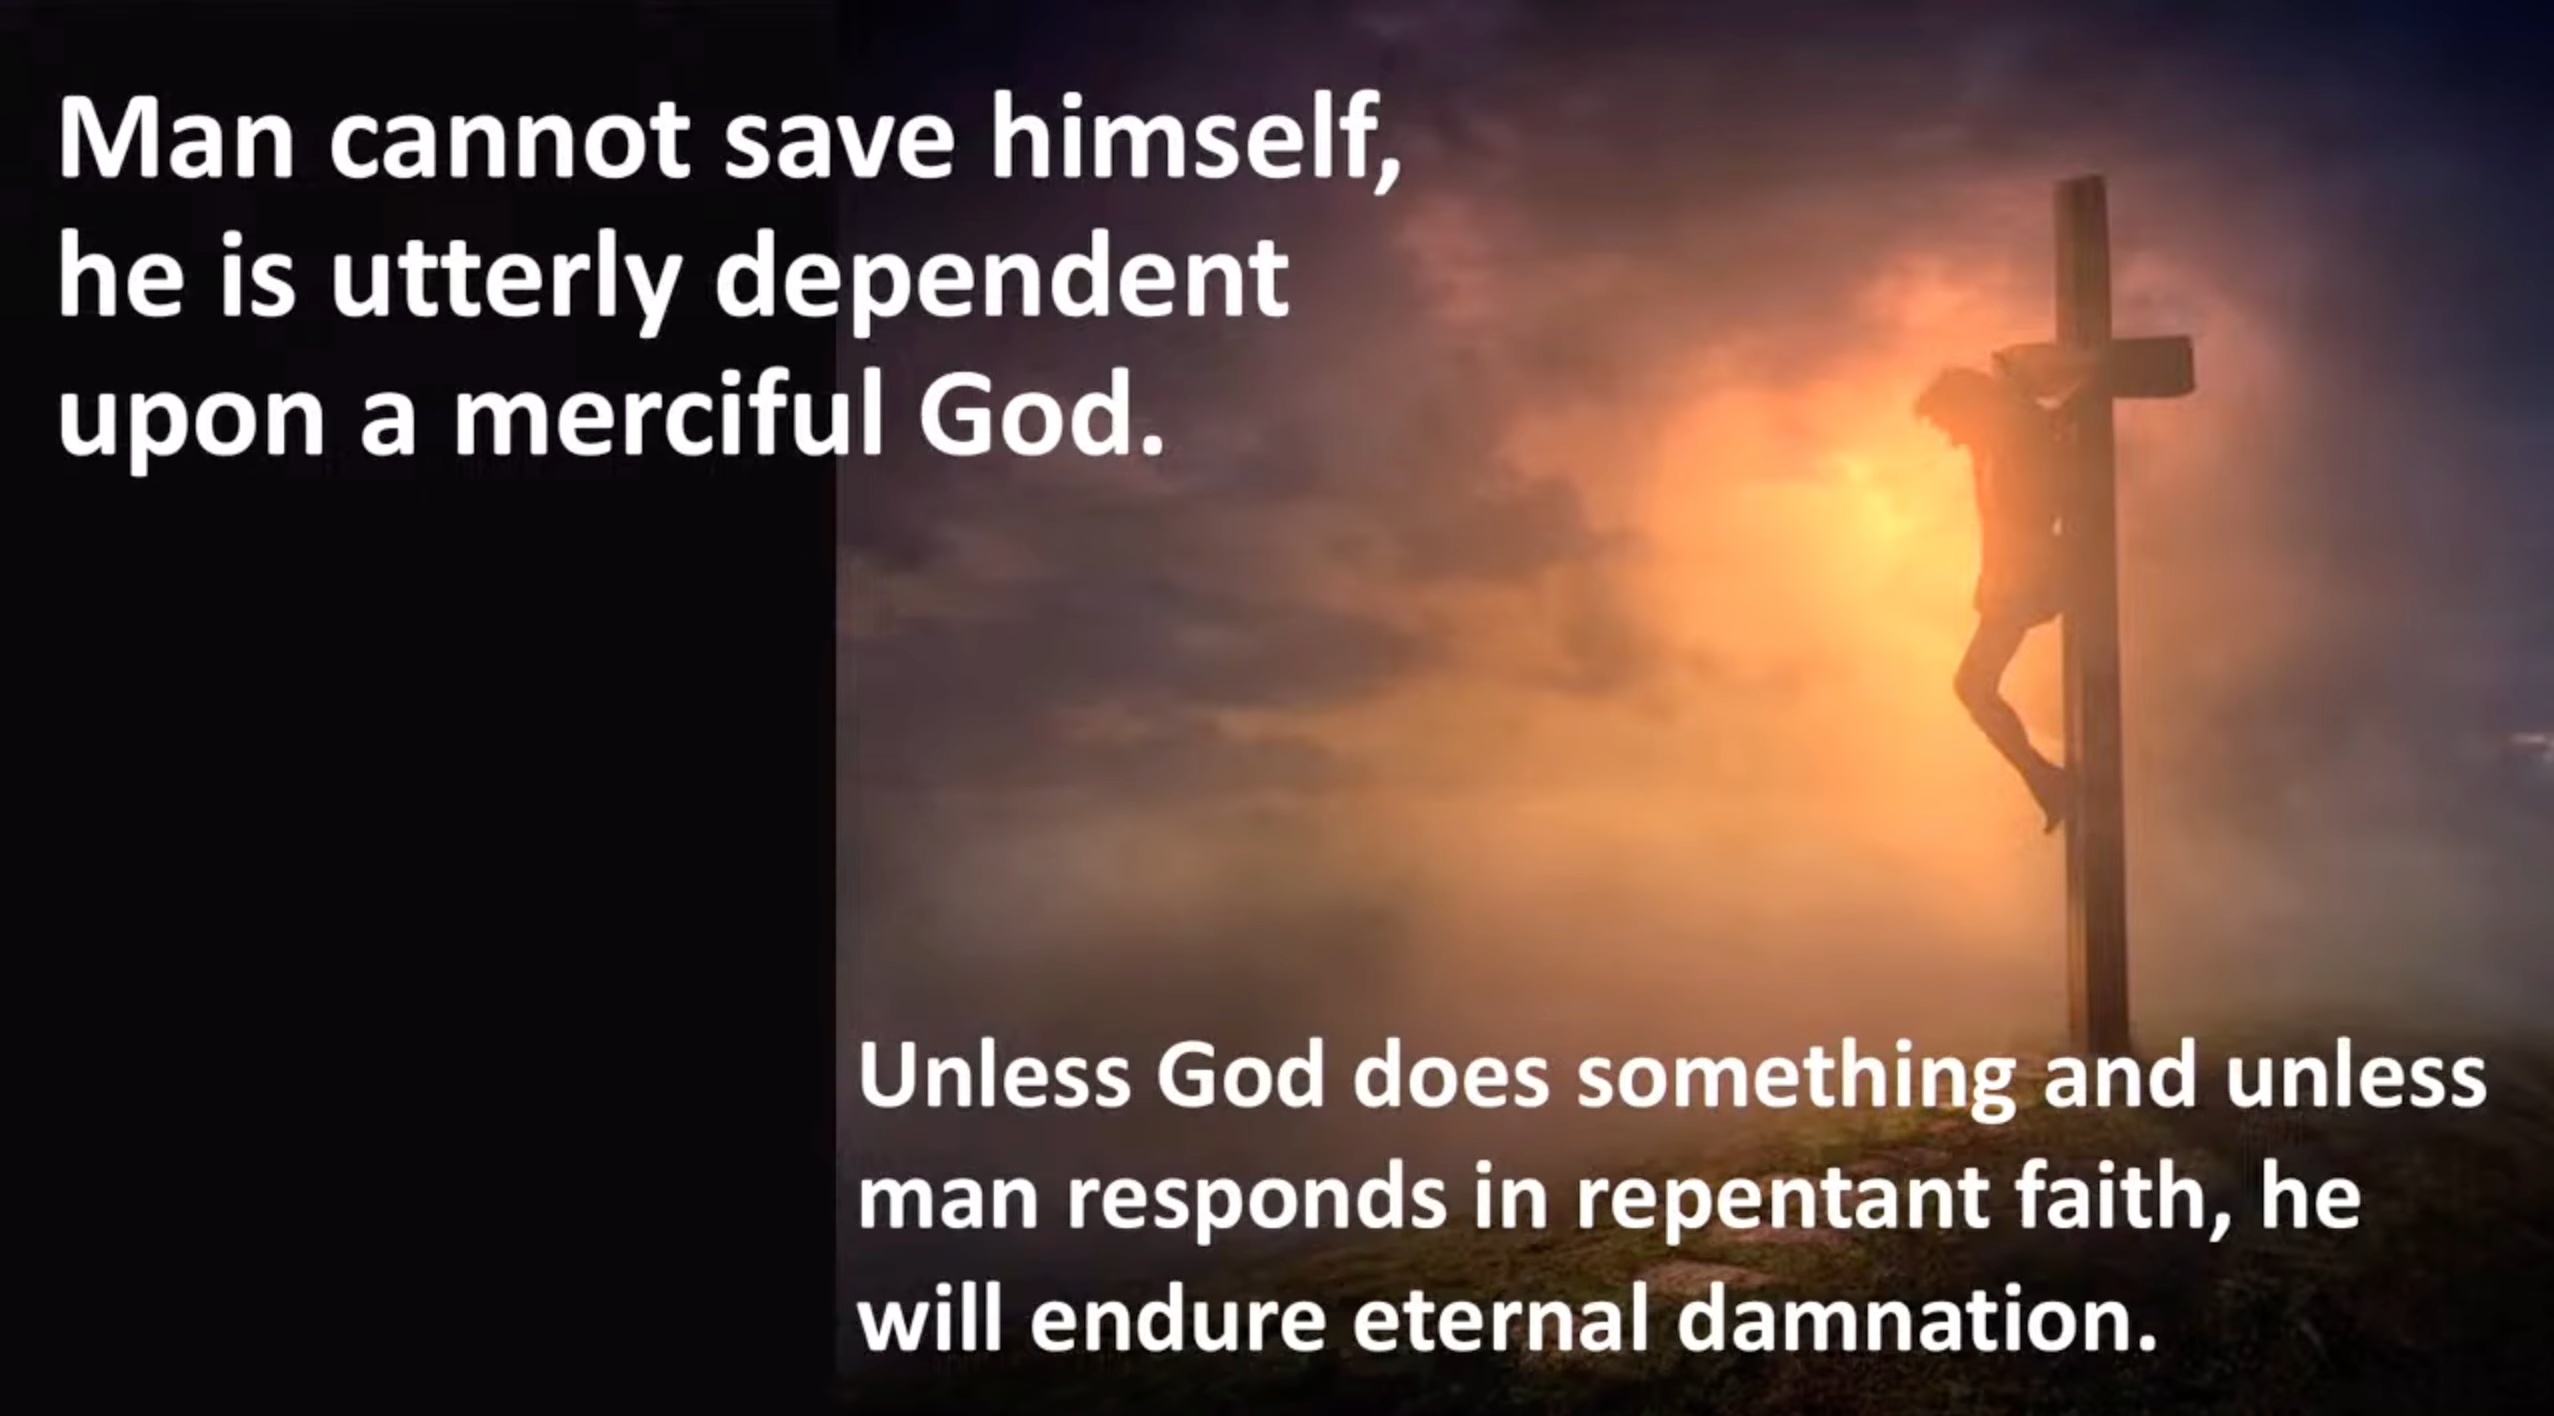 Man cannot save himself,
he is utterly dependent
upon a merciful God.
Unless God does something and unless
man responds in repentant faith, he
will endure eternal damnation.